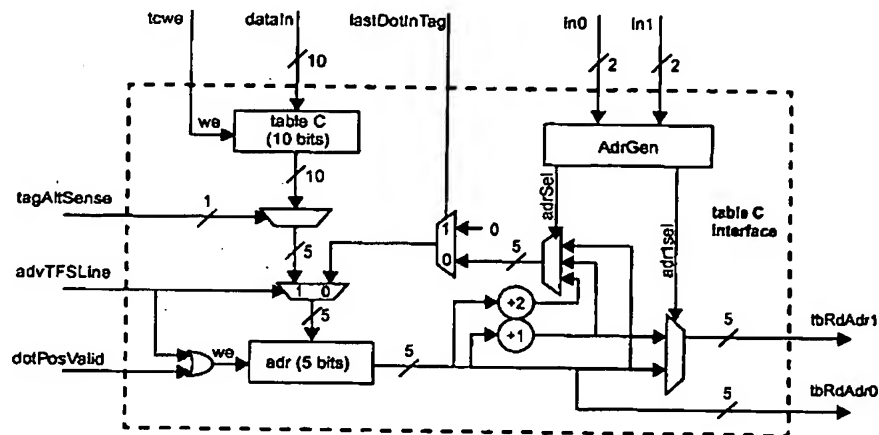 tcwe
dataIn
lastDotInTag
In0
In1
10
2
2
we
table C
(10 bits)
AdrGen
10
tagAltSense
1
adrSel
adr1sel
table C
Interface
1
0
0
5
5
advTFSLine
1 0
+2
5
+1
5
tbRdAdr1
dotPosValid
we
adr (5 bits)
5
5
tbRdAdr0